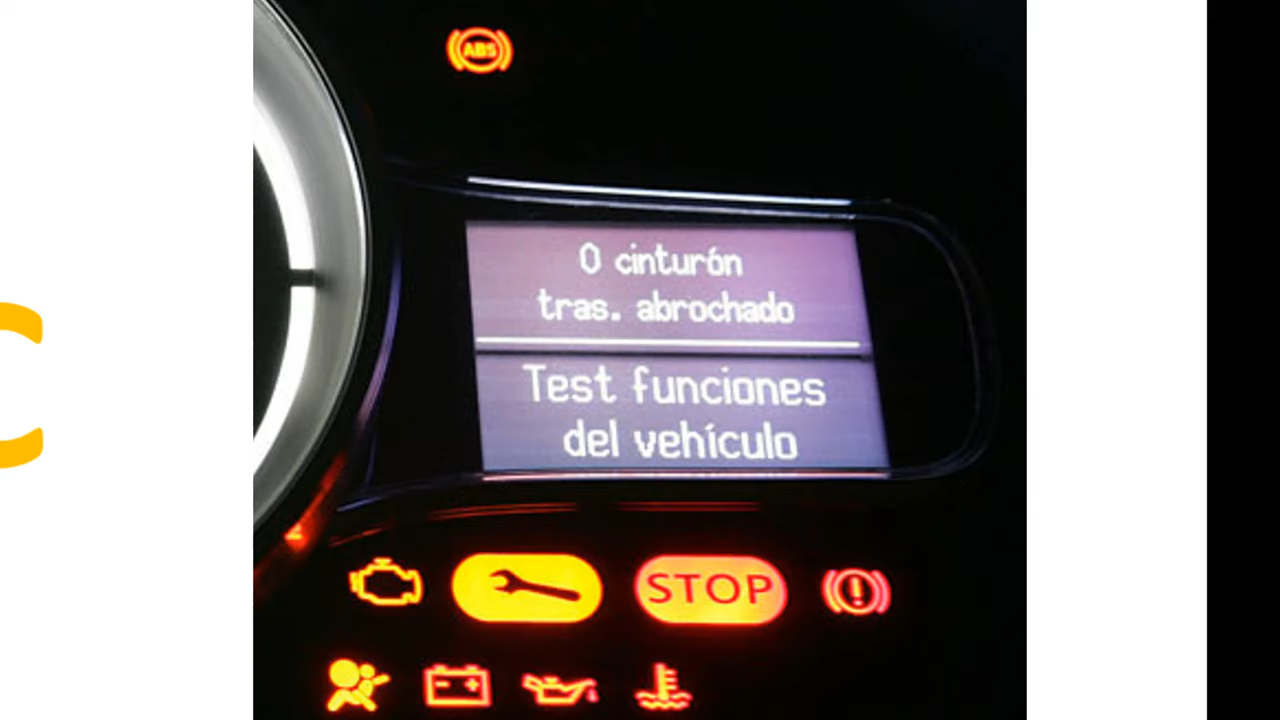 ABS
0 cinturón
tras. abrochado
Test funciones
del vehículo
STOP